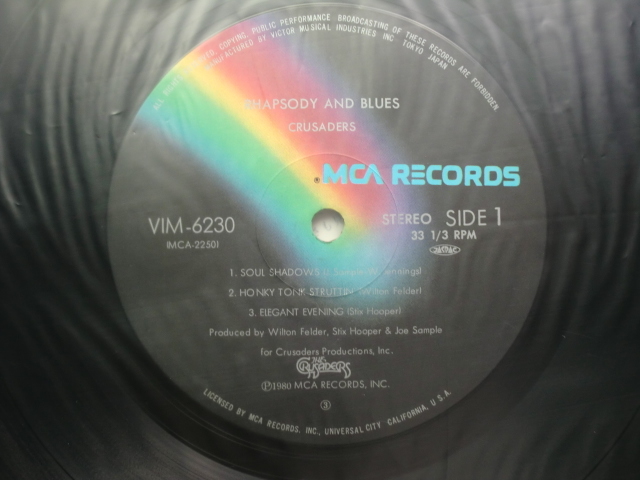 ALL RIGHTS RESERVED, COPYING, PUBLIC PERFORMANCE BROADCASTING OF THESE RECORDS ARE FORBIDDEN
MANUFACTURED BY VICTOR MUSICAL INDUSTRIES INC TOKYO JAPAN
RHAPSODY AND BLUES
CRUSADERS
MCA RECORDS
VIM-6230
(MCA-2250)
STEREO SIDE 1
33 1/3 RPM
1. SOUL SHADOWS (J. Sample W. Jennings)
2. HONKY TONK STRUTTIN' (Wilton Felder)
3. ELEGANT EVENING (Stix Hooper)
Produced by Wilton Felder, Stix Hooper & Joe Sample
for Crusaders Productions, Inc.
THE CRUSADERS
Ⓟ1980 MCA RECORDS, INC.
③
LICENSED BY MCA RECORDS, INC., UNIVERSAL CITY CALIFORNIA, U.S.A.